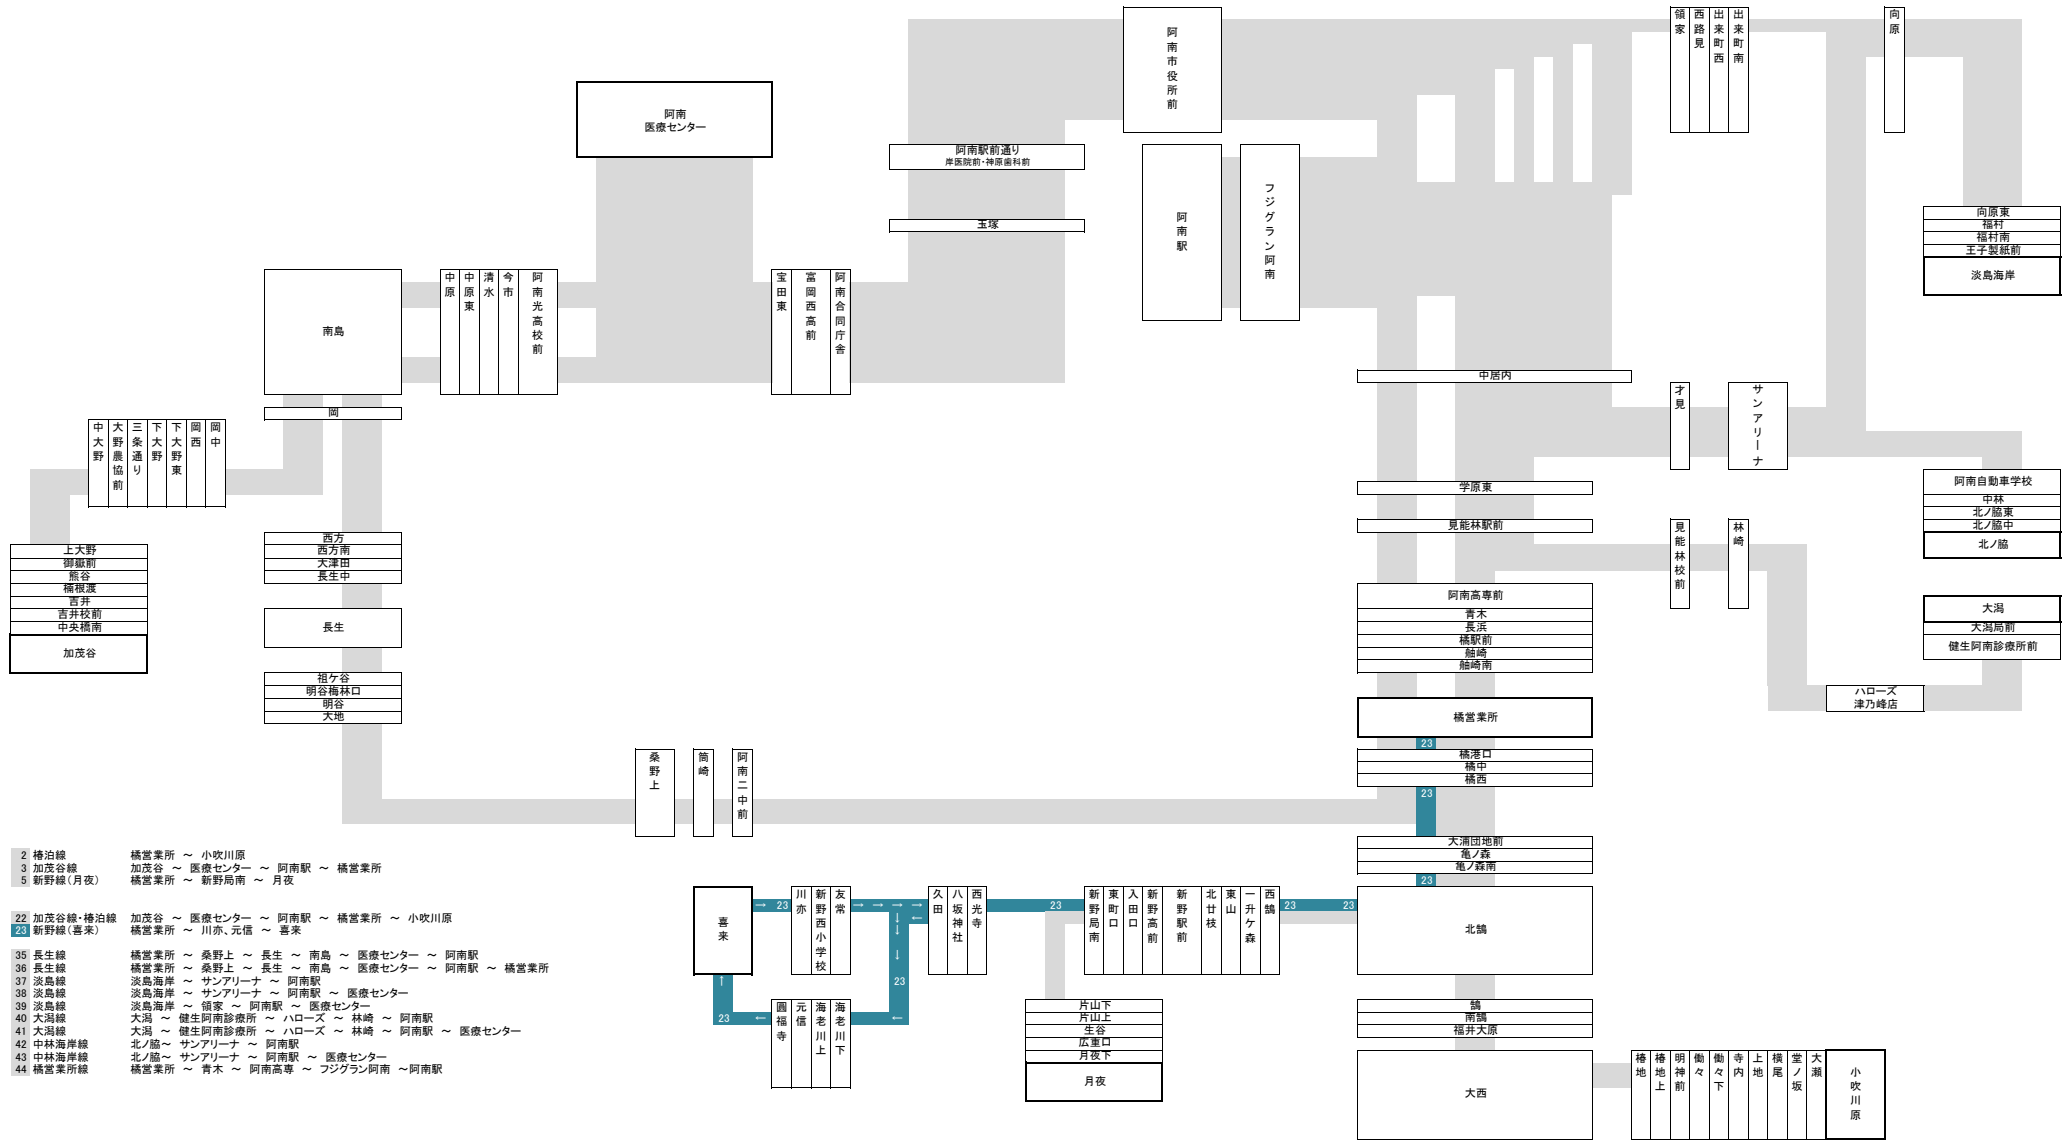 阿南市役所前
領家
西路見
出来町西
出来町南
向原
阿南
医療センター
阿南駅前通り
岸医院前・神原歯科前
玉塚
阿南駅
フジグラン阿南
向原東
福村
福村南
王子製紙前
淡島海岸
南島
中原
中原東
清水
今市
阿南光高校前
宝田東
富岡西高前
阿南合同庁舎
中居内
才見
サンアリーナ
岡
中大野
大野農協前
三条通り
下大野
下大野東
岡西
岡中
学原東
見能林駅前
見能林校前
林崎
阿南自動車学校
中林
北ノ脇東
北ノ脇中
北ノ脇
上大野
御嶽前
熊谷
楠根渡
吉井
吉井校前
中央橋南
加茂谷
西方
西方南
大津田
長生中
長生
祖ケ谷
明谷梅林口
明谷
大地
阿南高専前
青木
長浜
橘駅前
舳崎
舳崎南
大潟
大潟局前
健生阿南診療所前
ハローズ
津乃峰店
橘営業所
23
橘港口
橘中
橘西
23
桑野上
筒崎
阿南二中前
大浦団地前
亀ノ森
亀ノ森南
23
2 椿泊線 橘営業所 ～ 小吹川原
3 加茂谷線 加茂谷 ～ 医療センター ～ 阿南駅 ～ 橘営業所
5 新野線(月夜) 橘営業所 ～ 新野局南 ～ 月夜
22 加茂谷線・椿泊線 加茂谷 ～ 医療センター ～ 阿南駅 ～ 橘営業所 ～ 小吹川原
23 新野線(喜来) 橘営業所 ～ 川亦、元信 ～ 喜来
35 長生線 橘営業所 ～ 桑野上 ～ 長生 ～ 南島 ～ 医療センター ～ 阿南駅
36 長生線 橘営業所 ～ 桑野上 ～ 長生 ～ 南島 ～ 医療センター ～ 阿南駅 ～ 橘営業所
37 淡島線 淡島海岸 ～ サンアリーナ ～ 阿南駅
38 淡島線 淡島海岸 ～ サンアリーナ ～ 阿南駅 ～ 医療センター
39 淡島線 淡島海岸 ～ 領家 ～ 阿南駅 ～ 医療センター
40 大潟線 大潟 ～ 健生阿南診療所 ～ ハローズ ～ 林崎 ～ 阿南駅
41 大潟線 大潟 ～ 健生阿南診療所 ～ ハローズ ～ 林崎 ～ 阿南駅 ～ 医療センター
42 中林海岸線 北ノ脇～ サンアリーナ ～ 阿南駅
43 中林海岸線 北ノ脇～ サンアリーナ ～ 阿南駅 ～ 医療センター
44 橘営業所線 橘営業所 ～ 青木 ～ 阿南高専 ～ フジグラン阿南 ～阿南駅
喜来
→ 23
川亦
新野西小学校
友常
→ → → →
←
↓
↓
↓
23
←
久田
八坂神社
西光寺
23
新野局南
東町口
入田口
新野高前
新野駅前
北廿枝
東山
一升ケ森
西鵠
23 23
北鵠
↑
23 ←
圓福寺
元信
海老川上
海老川下
片山下
片山上
生谷
広重口
月夜下
月夜
鵠
南鵠
福井大原
大西
椿地
椿地上
明神前
働々
働々下
寺内
上地
横尾
堂ノ坂
大瀬
小吹川原